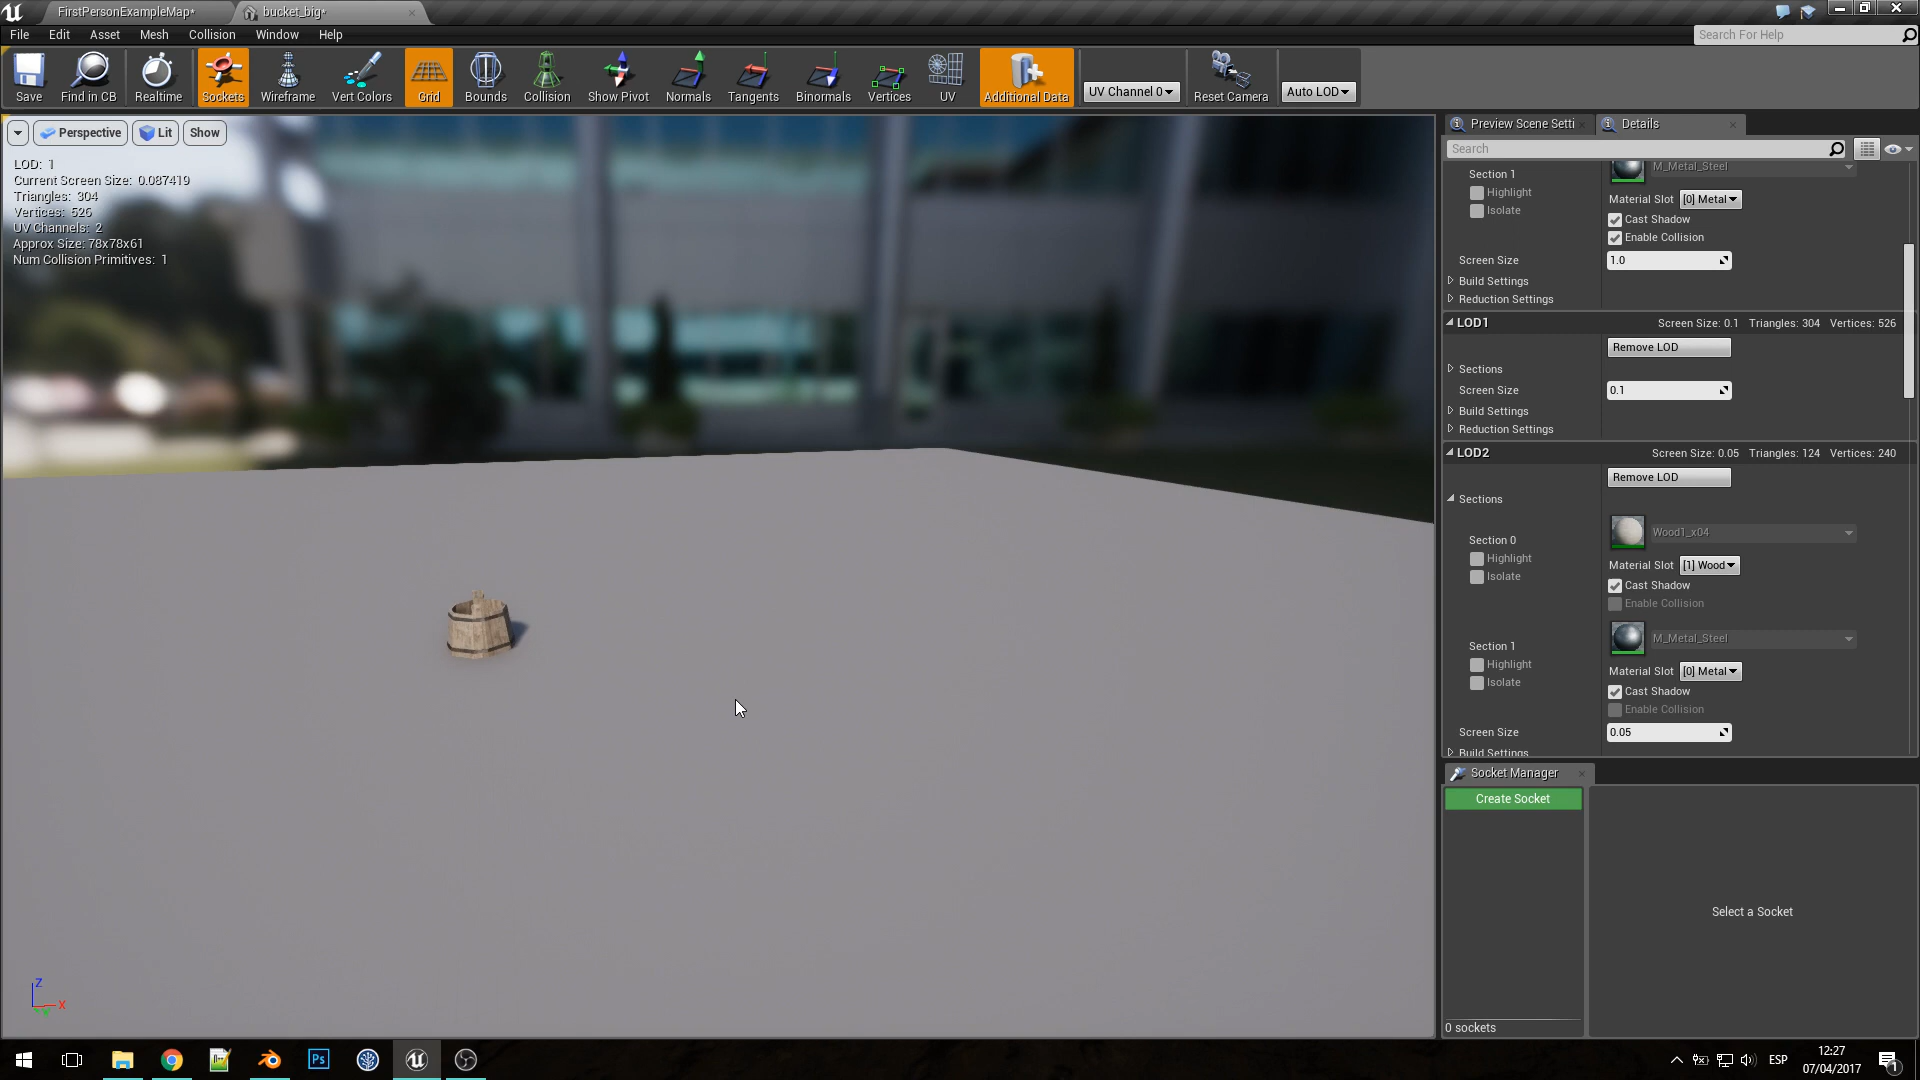 FirstPersonExampleMap*
bucket_big*
File Edit Asset Mesh Collision Window Help
Search For Help
Save Find in CB Realtime Sockets Wireframe Vert Colors Grid Bounds Collision Show Pivot Normals Tangents Binormals Vertices UV Additional Data UV Channel 0 Reset Camera Auto LOD
Perspective Lit Show
LOD: 1
Current Screen Size: 0.087419
Triangles: 304
Vertices: 526
UV Channels: 2
Approx Size: 78x78x61
Num Collision Primitives: 1
Z
X
Y
Preview Scene Setti Details
Search
M_Metal_Steel
Section 1
Highlight
Isolate
Material Slot [0] Metal
Cast Shadow
Enable Collision
Screen Size 1.0
Build Settings
Reduction Settings
LOD1 Screen Size: 0.1 Triangles: 304 Vertices: 526
Remove LOD
Sections
Screen Size 0.1
Build Settings
Reduction Settings
LOD2 Screen Size: 0.05 Triangles: 124 Vertices: 240
Remove LOD
Sections
Wood1_x04
Section 0
Highlight
Isolate
Material Slot [1] Wood
Cast Shadow
Enable Collision
M_Metal_Steel
Section 1
Highlight
Isolate
Material Slot [0] Metal
Cast Shadow
Enable Collision
Screen Size 0.05
Build Settings
Socket Manager
Create Socket
Select a Socket
0 sockets
Ps
ESP
12:27
07/04/2017
1